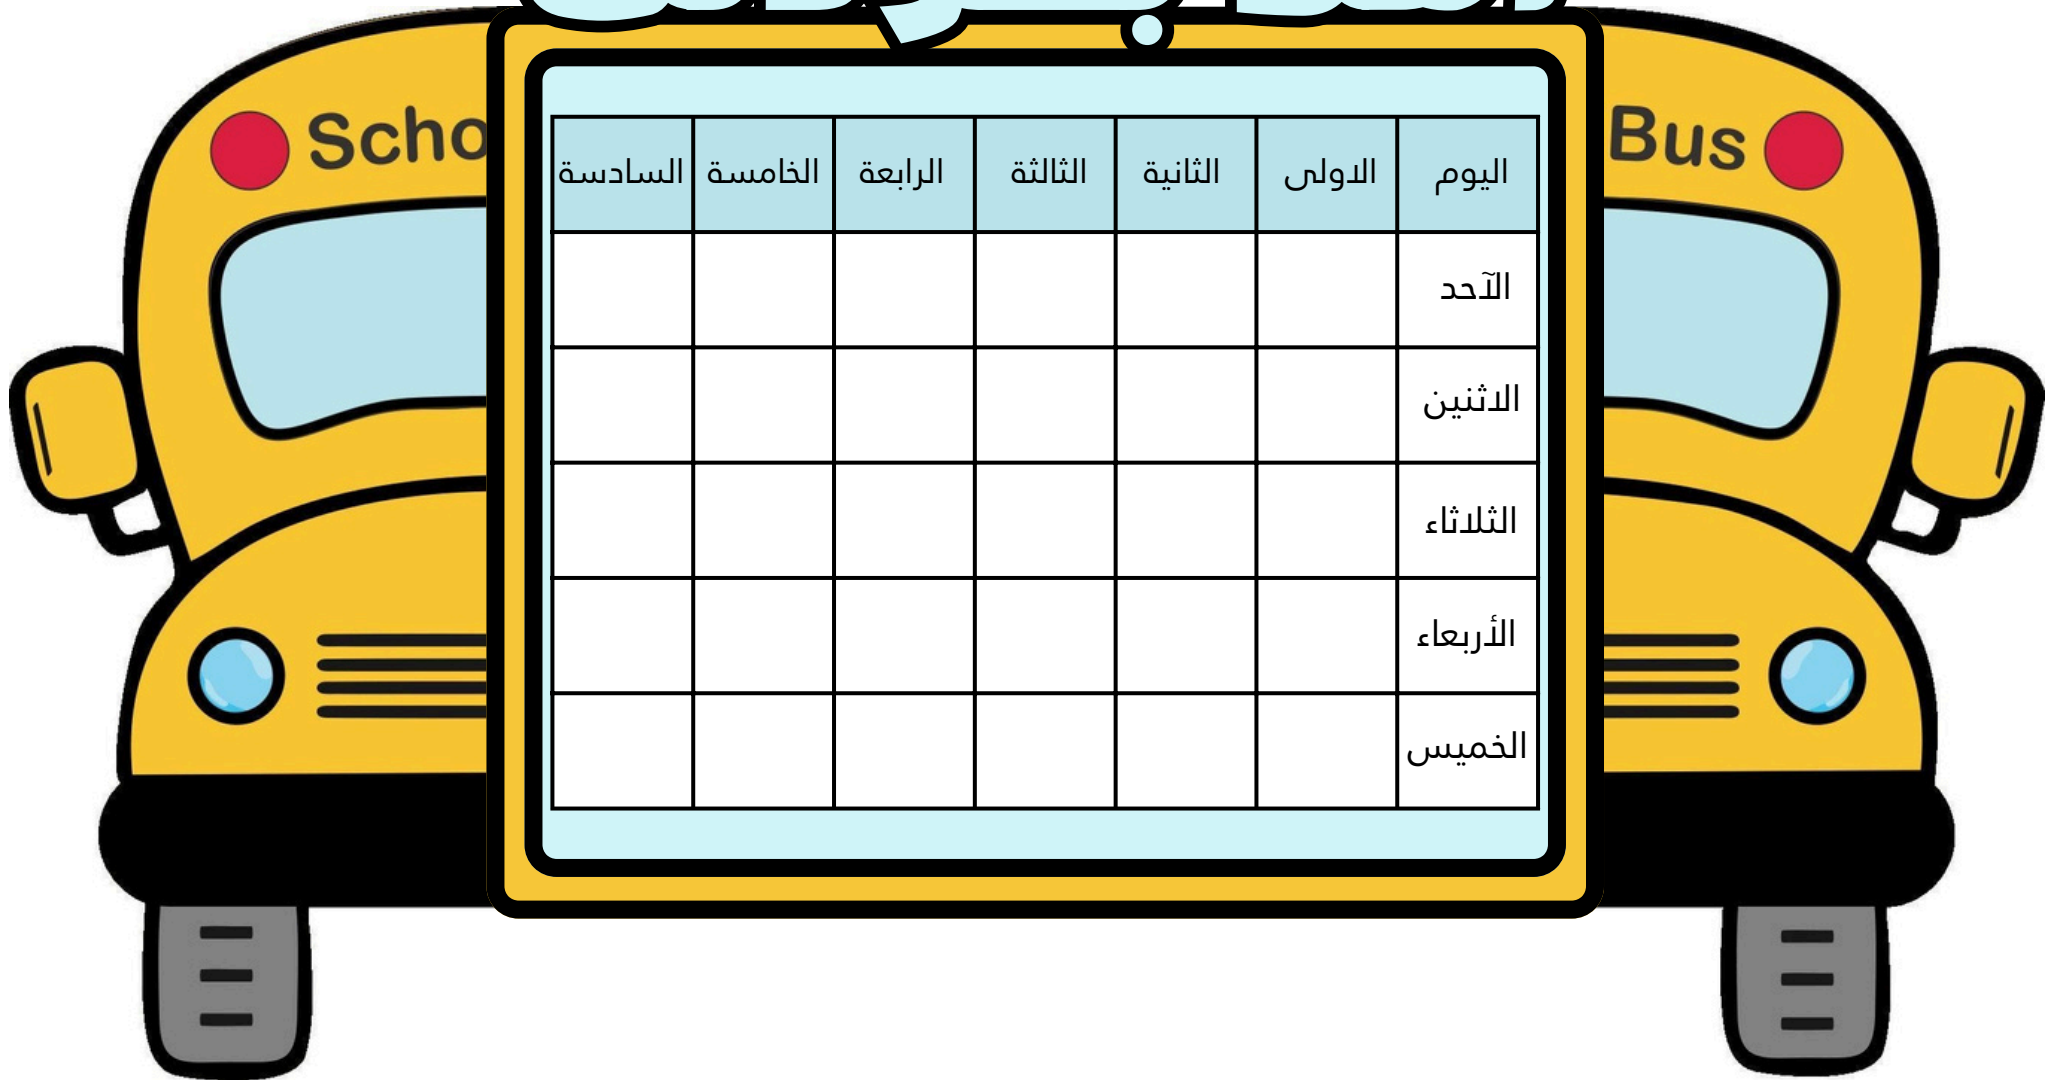 Scho
Bus
اليوم الاولى الثانية الثالثة الرابعة الخامسة السادسة
الآحد
الاثنين
الثلاثاء
الأربعاء
الخميس